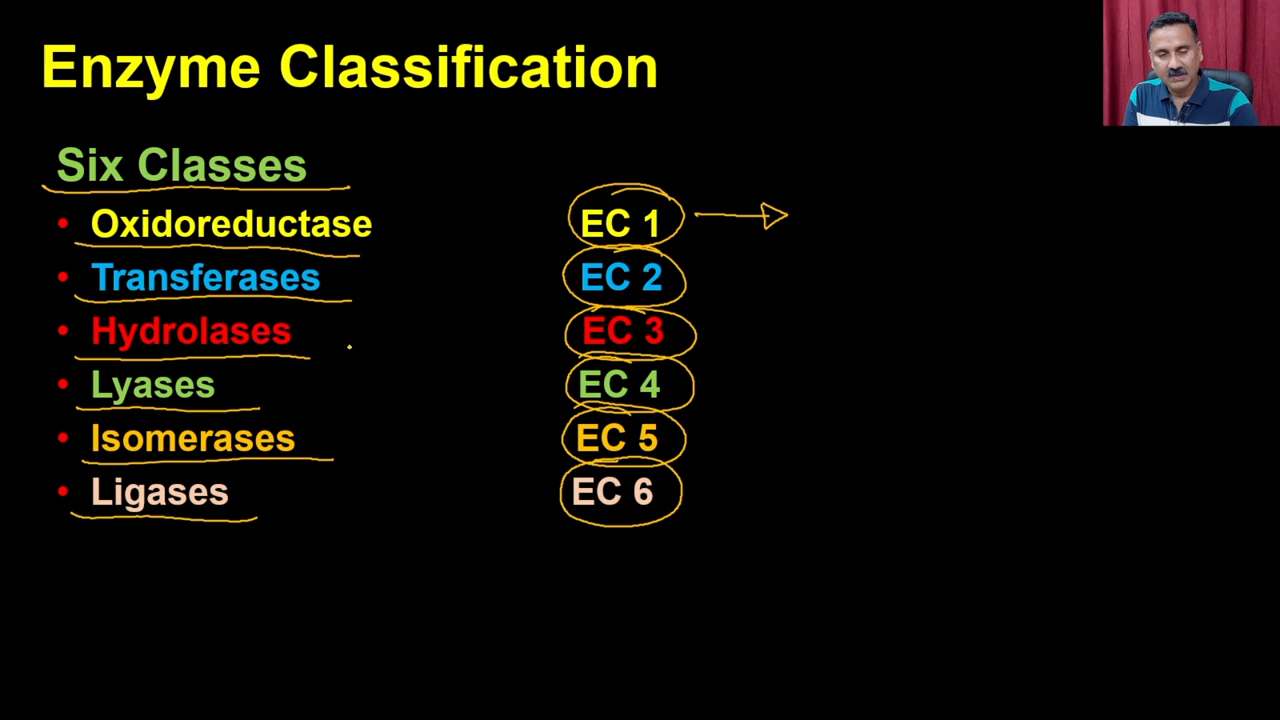 Enzyme Classification
Six Classes
• Oxidoreductase EC 1
• Transferases EC 2
• Hydrolases EC 3
• Lyases EC 4
• Isomerases EC 5
• Ligases EC 6